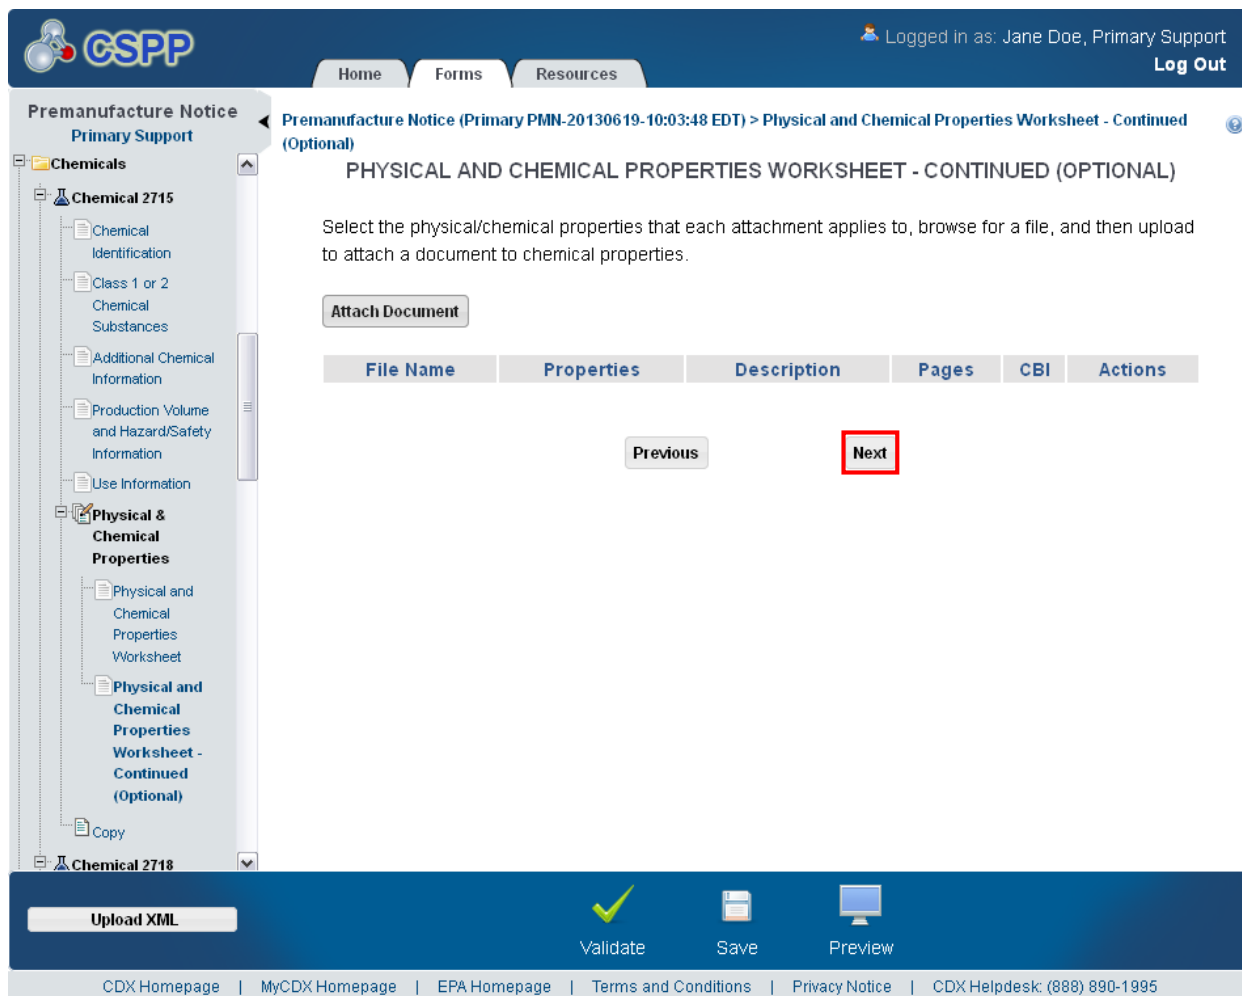 CSPP
Logged in as: Jane Doe, Primary Support
Log Out
Home
Forms
Resources
Premanufacture Notice
Primary Support
Chemicals
Chemical 2715
Chemical
Identification
Class 1 or 2
Chemical
Substances
Additional Chemical
Information
Production Volume
and Hazard/Safety
Information
Use Information
Physical &
Chemical
Properties
Physical and
Chemical
Properties
Worksheet
Physical and
Chemical
Properties
Worksheet -
Continued
(Optional)
Copy
Chemical 2718
Premanufacture Notice (Primary PMN-20130619-10:03:48 EDT) > Physical and Chemical Properties Worksheet - Continued
(Optional)
PHYSICAL AND CHEMICAL PROPERTIES WORKSHEET - CONTINUED (OPTIONAL)
Select the physical/chemical properties that each attachment applies to, browse for a file, and then upload
to attach a document to chemical properties.
Attach Document
File Name Properties Description Pages CBI Actions
Previous Next
Upload XML
Validate Save Preview
CDX Homepage | MyCDX Homepage | EPA Homepage | Terms and Conditions | Privacy Notice | CDX Helpdesk: (888) 890-1995